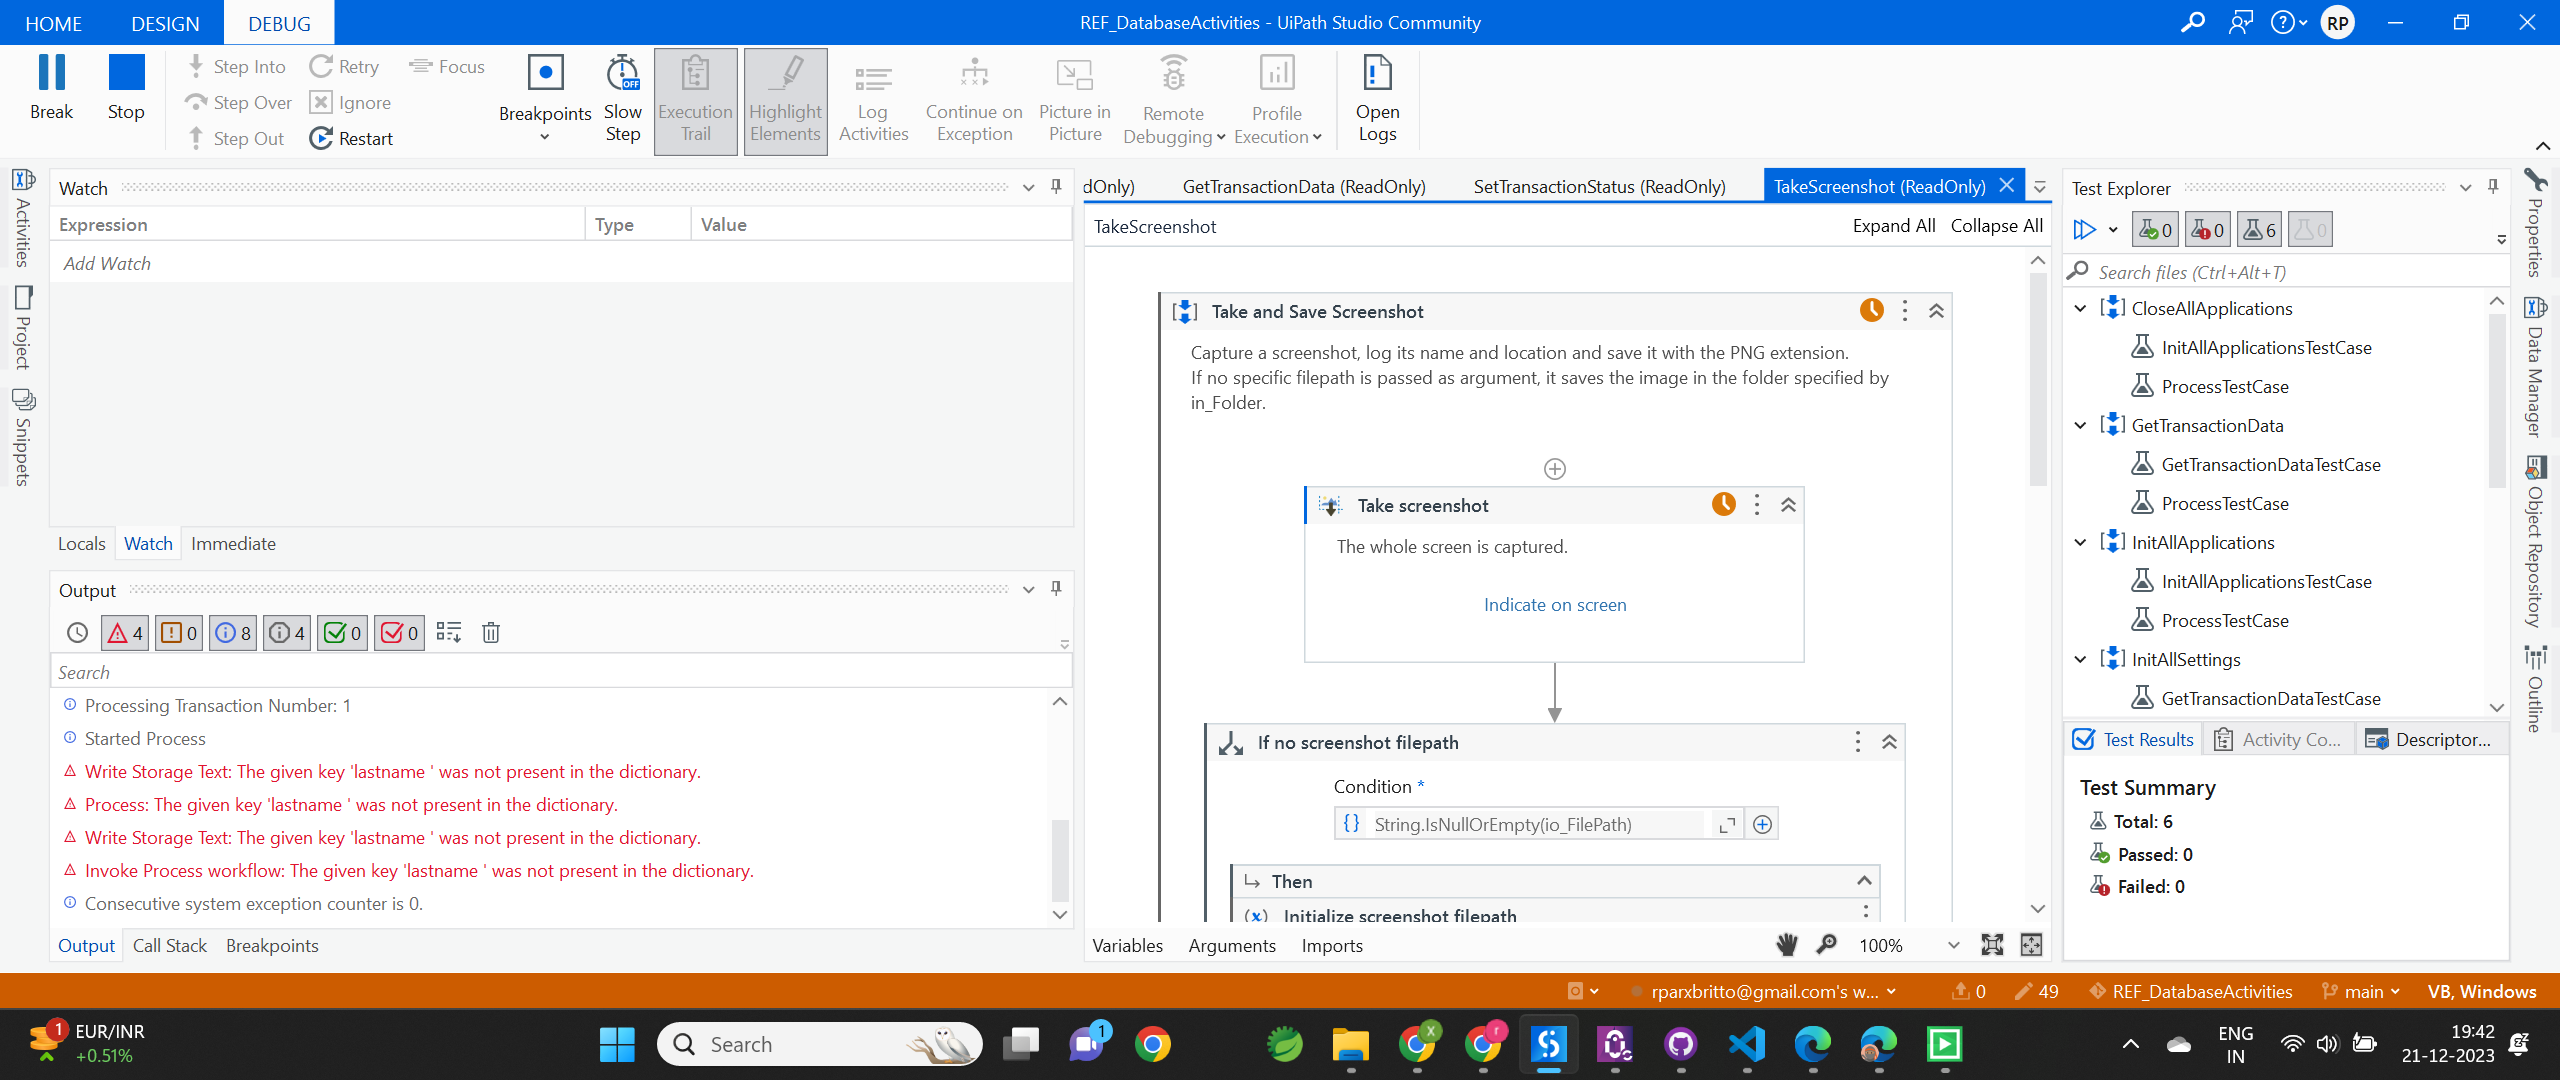 HOME DESIGN DEBUG REF_DatabaseActivities - UiPath Studio Community RP
Break Stop Step Into Retry Focus Breakpoints Slow Step OFF Execution Trail Highlight Elements Log Activities Continue on Exception Picture in Picture Remote Debugging Profile Execution Open Logs
Step Over Ignore
Step Out Restart
Activities
Project
Snippets
Watch
Expression Type Value
Add Watch
Locals Watch Immediate
Output
4 0 8 4 0 0
Search
Processing Transaction Number: 1
Started Process
Write Storage Text: The given key 'lastname ' was not present in the dictionary.
Process: The given key 'lastname ' was not present in the dictionary.
Write Storage Text: The given key 'lastname ' was not present in the dictionary.
Invoke Process workflow: The given key 'lastname ' was not present in the dictionary.
Consecutive system exception counter is 0.
Output Call Stack Breakpoints
dOnly) GetTransactionData (ReadOnly) SetTransactionStatus (ReadOnly) TakeScreenshot (ReadOnly)
TakeScreenshot Expand All Collapse All
Take and Save Screenshot
Capture a screenshot, log its name and location and save it with the PNG extension.
If no specific filepath is passed as argument, it saves the image in the folder specified by
in_Folder.
Take screenshot
The whole screen is captured.
Indicate on screen
If no screenshot filepath
Condition *
String.IsNullOrEmpty(io_FilePath)
Then
Initialize screenshot filepath
Variables Arguments Imports 100%
Test Explorer
0 0 6 0
Search files (Ctrl+Alt+T)
CloseAllApplications
InitAllApplicationsTestCase
ProcessTestCase
GetTransactionData
GetTransactionDataTestCase
ProcessTestCase
InitAllApplications
InitAllApplicationsTestCase
ProcessTestCase
InitAllSettings
GetTransactionDataTestCase
Test Results Activity Co... Descriptor...
Test Summary
Total: 6
Passed: 0
Failed: 0
Properties
Data Manager
Object Repository
Outline
rparxbritto@gmail.com's w... 0 49 REF_DatabaseActivities main VB, Windows
1 EUR/INR
+0.51%
Search 1 X r
ENG
IN
19:42
21-12-2023